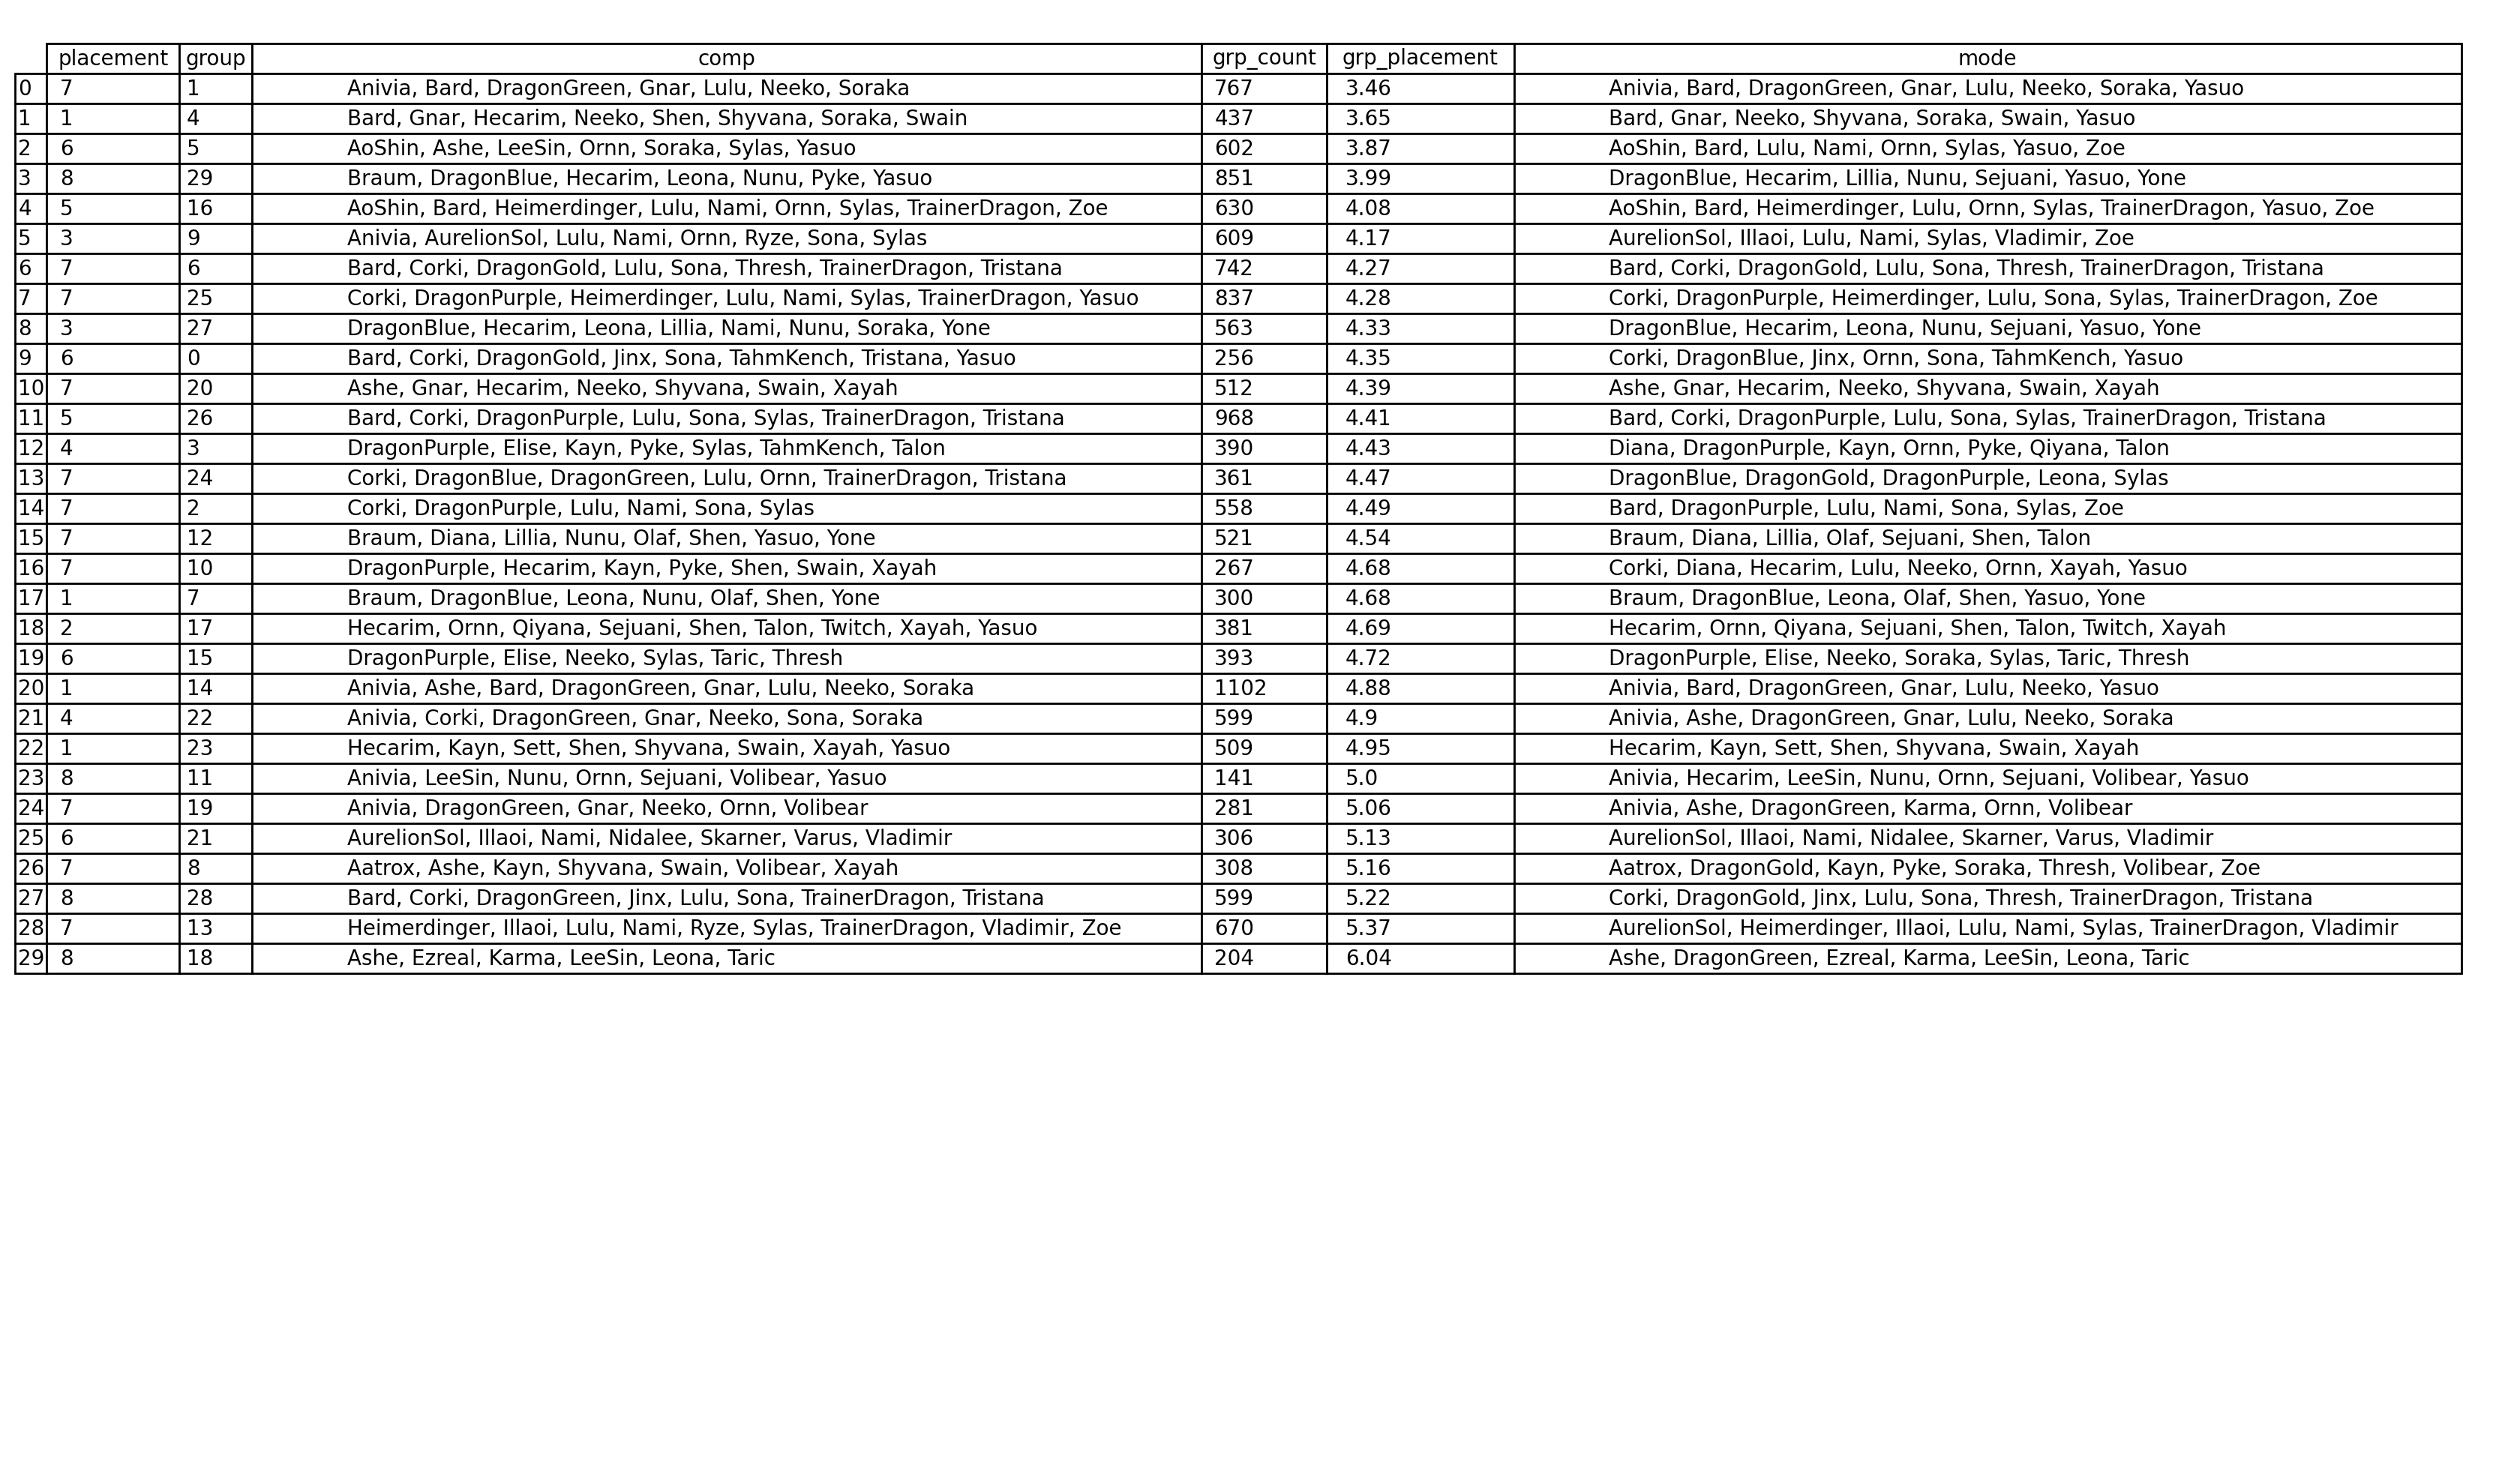 placement group comp grp_count grp_placement mode
0 7 1 Anivia, Bard, DragonGreen, Gnar, Lulu, Neeko, Soraka 767 3.46 Anivia, Bard, DragonGreen, Gnar, Lulu, Neeko, Soraka, Yasuo
1 1 4 Bard, Gnar, Hecarim, Neeko, Shen, Shyvana, Soraka, Swain 437 3.65 Bard, Gnar, Neeko, Shyvana, Soraka, Swain, Yasuo
2 6 5 AoShin, Ashe, LeeSin, Ornn, Soraka, Sylas, Yasuo 602 3.87 AoShin, Bard, Lulu, Nami, Ornn, Sylas, Yasuo, Zoe
3 8 29 Braum, DragonBlue, Hecarim, Leona, Nunu, Pyke, Yasuo 851 3.99 DragonBlue, Hecarim, Lillia, Nunu, Sejuani, Yasuo, Yone
4 5 16 AoShin, Bard, Heimerdinger, Lulu, Nami, Ornn, Sylas, TrainerDragon, Zoe 630 4.08 AoShin, Bard, Heimerdinger, Lulu, Ornn, Sylas, TrainerDragon, Yasuo, Zoe
5 3 9 Anivia, AurelionSol, Lulu, Nami, Ornn, Ryze, Sona, Sylas 609 4.17 AurelionSol, Illaoi, Lulu, Nami, Sylas, Vladimir, Zoe
6 7 6 Bard, Corki, DragonGold, Lulu, Sona, Thresh, TrainerDragon, Tristana 742 4.27 Bard, Corki, DragonGold, Lulu, Sona, Thresh, TrainerDragon, Tristana
7 7 25 Corki, DragonPurple, Heimerdinger, Lulu, Nami, Sylas, TrainerDragon, Yasuo 837 4.28 Corki, DragonPurple, Heimerdinger, Lulu, Sona, Sylas, TrainerDragon, Zoe
8 3 27 DragonBlue, Hecarim, Leona, Lillia, Nami, Nunu, Soraka, Yone 563 4.33 DragonBlue, Hecarim, Leona, Nunu, Sejuani, Yasuo, Yone
9 6 0 Bard, Corki, DragonGold, Jinx, Sona, TahmKench, Tristana, Yasuo 256 4.35 Corki, DragonBlue, Jinx, Ornn, Sona, TahmKench, Yasuo
10 7 20 Ashe, Gnar, Hecarim, Neeko, Shyvana, Swain, Xayah 512 4.39 Ashe, Gnar, Hecarim, Neeko, Shyvana, Swain, Xayah
11 5 26 Bard, Corki, DragonPurple, Lulu, Sona, Sylas, TrainerDragon, Tristana 968 4.41 Bard, Corki, DragonPurple, Lulu, Sona, Sylas, TrainerDragon, Tristana
12 4 3 DragonPurple, Elise, Kayn, Pyke, Sylas, TahmKench, Talon 390 4.43 Diana, DragonPurple, Kayn, Ornn, Pyke, Qiyana, Talon
13 7 24 Corki, DragonBlue, DragonGreen, Lulu, Ornn, TrainerDragon, Tristana 361 4.47 DragonBlue, DragonGold, DragonPurple, Leona, Sylas
14 7 2 Corki, DragonPurple, Lulu, Nami, Sona, Sylas 558 4.49 Bard, DragonPurple, Lulu, Nami, Sona, Sylas, Zoe
15 7 12 Braum, Diana, Lillia, Nunu, Olaf, Shen, Yasuo, Yone 521 4.54 Braum, Diana, Lillia, Olaf, Sejuani, Shen, Talon
16 7 10 DragonPurple, Hecarim, Kayn, Pyke, Shen, Swain, Xayah 267 4.68 Corki, Diana, Hecarim, Lulu, Neeko, Ornn, Xayah, Yasuo
17 1 7 Braum, DragonBlue, Leona, Nunu, Olaf, Shen, Yone 300 4.68 Braum, DragonBlue, Leona, Olaf, Shen, Yasuo, Yone
18 2 17 Hecarim, Ornn, Qiyana, Sejuani, Shen, Talon, Twitch, Xayah, Yasuo 381 4.69 Hecarim, Ornn, Qiyana, Sejuani, Shen, Talon, Twitch, Xayah
19 6 15 DragonPurple, Elise, Neeko, Sylas, Taric, Thresh 393 4.72 DragonPurple, Elise, Neeko, Soraka, Sylas, Taric, Thresh
20 1 14 Anivia, Ashe, Bard, DragonGreen, Gnar, Lulu, Neeko, Soraka 1102 4.88 Anivia, Bard, DragonGreen, Gnar, Lulu, Neeko, Yasuo
21 4 22 Anivia, Corki, DragonGreen, Gnar, Neeko, Sona, Soraka 599 4.9 Anivia, Ashe, DragonGreen, Gnar, Lulu, Neeko, Soraka
22 1 23 Hecarim, Kayn, Sett, Shen, Shyvana, Swain, Xayah, Yasuo 509 4.95 Hecarim, Kayn, Sett, Shen, Shyvana, Swain, Xayah
23 8 11 Anivia, LeeSin, Nunu, Ornn, Sejuani, Volibear, Yasuo 141 5.0 Anivia, Hecarim, LeeSin, Nunu, Ornn, Sejuani, Volibear, Yasuo
24 7 19 Anivia, DragonGreen, Gnar, Neeko, Ornn, Volibear 281 5.06 Anivia, Ashe, DragonGreen, Karma, Ornn, Volibear
25 6 21 AurelionSol, Illaoi, Nami, Nidalee, Skarner, Varus, Vladimir 306 5.13 AurelionSol, Illaoi, Nami, Nidalee, Skarner, Varus, Vladimir
26 7 8 Aatrox, Ashe, Kayn, Shyvana, Swain, Volibear, Xayah 308 5.16 Aatrox, DragonGold, Kayn, Pyke, Soraka, Thresh, Volibear, Zoe
27 8 28 Bard, Corki, DragonGreen, Jinx, Lulu, Sona, TrainerDragon, Tristana 599 5.22 Corki, DragonGold, Jinx, Lulu, Sona, Thresh, TrainerDragon, Tristana
28 7 13 Heimerdinger, Illaoi, Lulu, Nami, Ryze, Sylas, TrainerDragon, Vladimir, Zoe 670 5.37 AurelionSol, Heimerdinger, Illaoi, Lulu, Nami, Sylas, TrainerDragon, Vladimir
29 8 18 Ashe, Ezreal, Karma, LeeSin, Leona, Taric 204 6.04 Ashe, DragonGreen, Ezreal, Karma, LeeSin, Leona, Taric